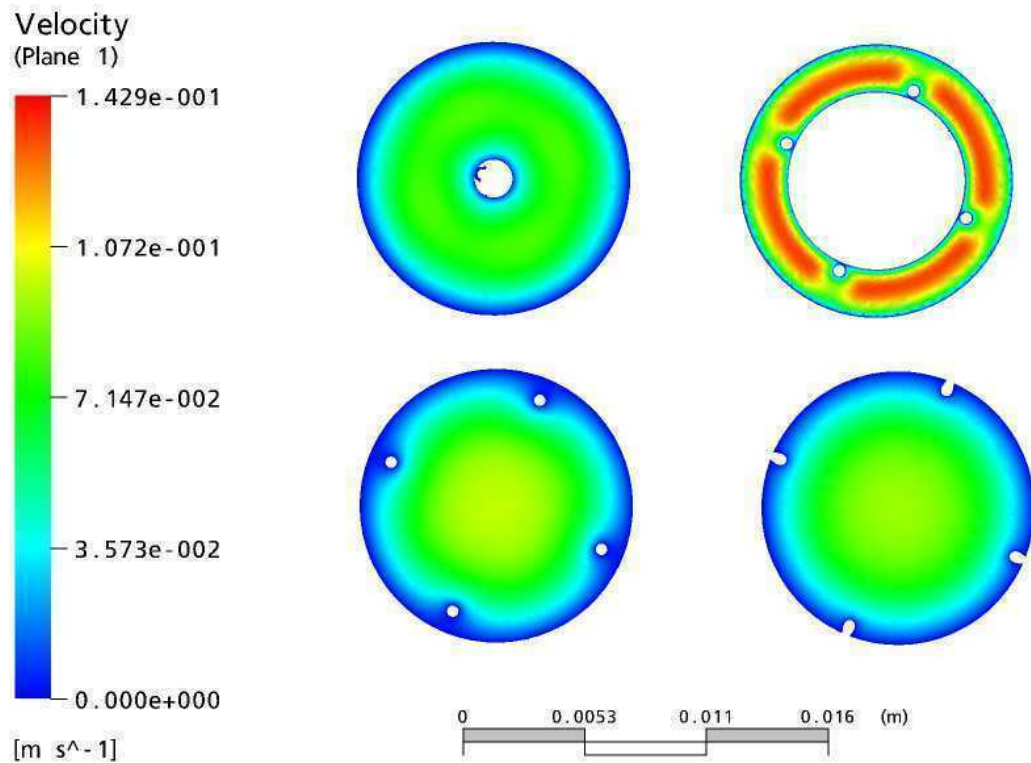 Velocity
(Plane 1)
1.429e-001
1.072e-001
7.147e-002
3.573e-002
0.000e+000
[m s^-1]
0 0.0053 0.011 0.016 (m)